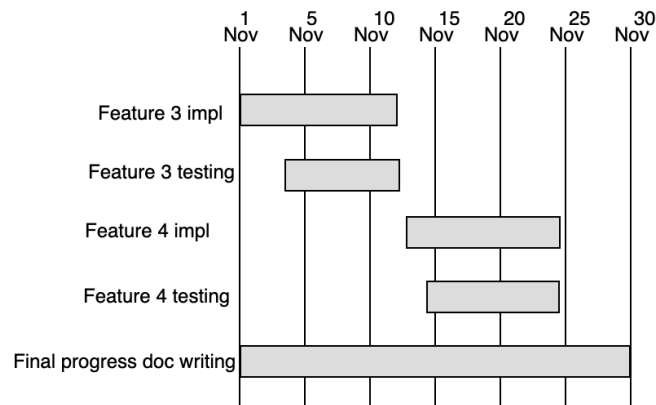 1 5 10 15 20 25 30
Nov Nov Nov Nov Nov Nov Nov
Feature 3 impl
Feature 3 testing
Feature 4 impl
Feature 4 testing
Final progress doc writing